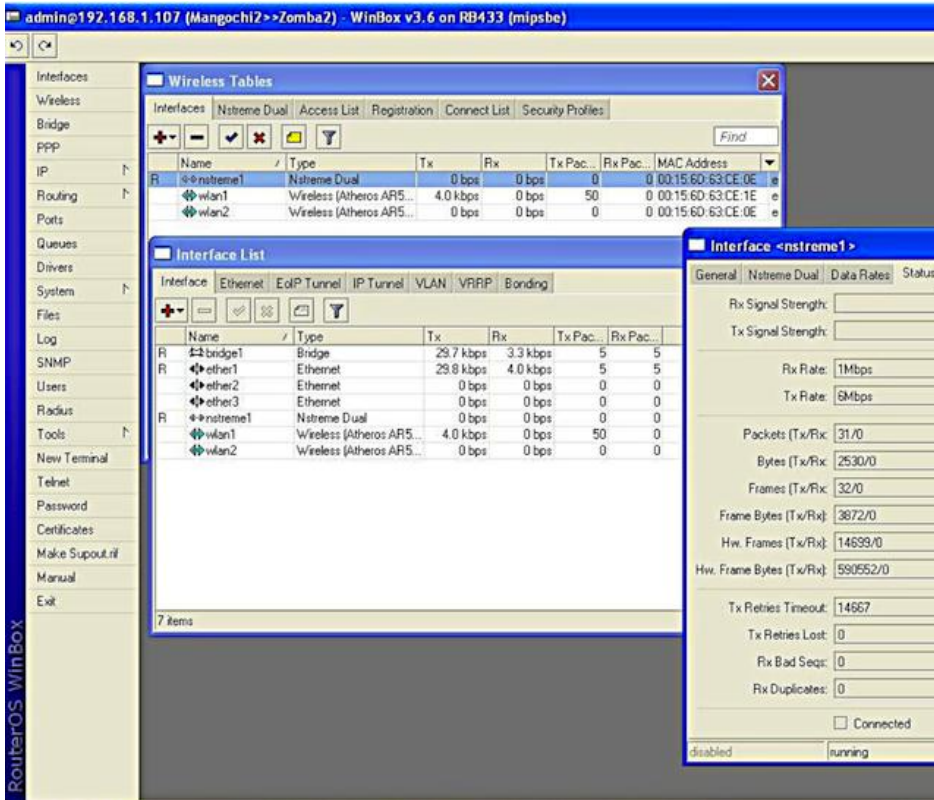 admin@192.168.1.107 (Mangochi2>>Zomba2) - WinBox v3.6 on RB433 (mipsbe)
Interfaces
Wireless
Bridge
PPP
IP
Routing
Ports
Queues
Drivers
System
Files
Log
SNMP
Users
Radius
Tools
New Terminal
Telnet
Password
Certificates
Make Supout.rif
Manual
Exit
RouterOS WinBox
Wireless Tables
Interfaces Nstreme Dual Access List Registration Connect List Security Profiles
Find
Name / Type Tx Rx Tx Pac... Rx Pac... MAC Address
R nstreme1 Nstreme Dual 0 bps 0 bps 0 0 00:15:6D:63:CE:0E e
wlan1 Wireless (Atheros AR5... 4.0 kbps 0 bps 50 0 00:15:6D:63:CE:1E e
wlan2 Wireless (Atheros AR5... 0 bps 0 bps 0 0 00:15:6D:63:CE:0E e
Interface List
Interface Ethernet EoIP Tunnel IP Tunnel VLAN VRRP Bonding
Name / Type Tx Rx Tx Pac... Rx Pac...
R bridge1 Bridge 29.7 kbps 3.3 kbps 5 5
R ether1 Ethernet 29.8 kbps 4.0 kbps 5 5
ether2 Ethernet 0 bps 0 bps 0 0
ether3 Ethernet 0 bps 0 bps 0 0
R nstreme1 Nstreme Dual 0 bps 0 bps 0 0
wlan1 Wireless (Atheros AR5... 4.0 kbps 0 bps 50 0
wlan2 Wireless (Atheros AR5... 0 bps 0 bps 0 0
7 items
Interface <nstreme1>
General Nstreme Dual Data Rates Status
Rx Signal Strength:
Tx Signal Strength:
Rx Rate: 1Mbps
Tx Rate: 6Mbps
Packets (Tx/Rx: 31/0
Bytes (Tx/Rx: 2530/0
Frames (Tx/Rx: 32/0
Frame Bytes (Tx/Rx): 3872/0
Hw. Frames (Tx/Rx): 14699/0
Hw. Frame Bytes (Tx/Rx): 590552/0
Tx Retries Timeout: 14667
Tx Retries Lost: 0
Rx Bad Seqs: 0
Rx Duplicates: 0
Connected
disabled running